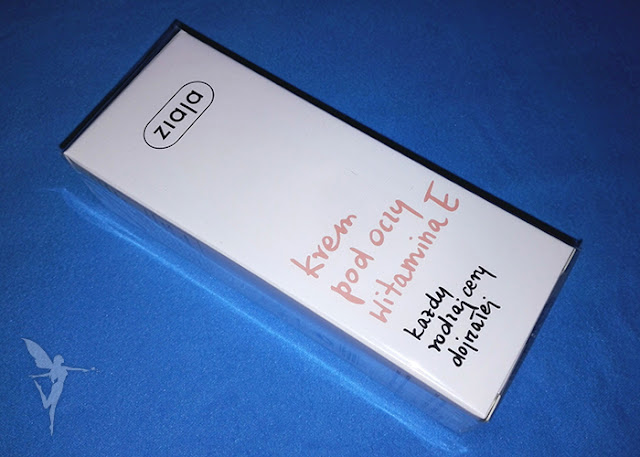 ziaja
krem
pod oczy
witamina E
każdy
rodzaj cery
dojrzałej